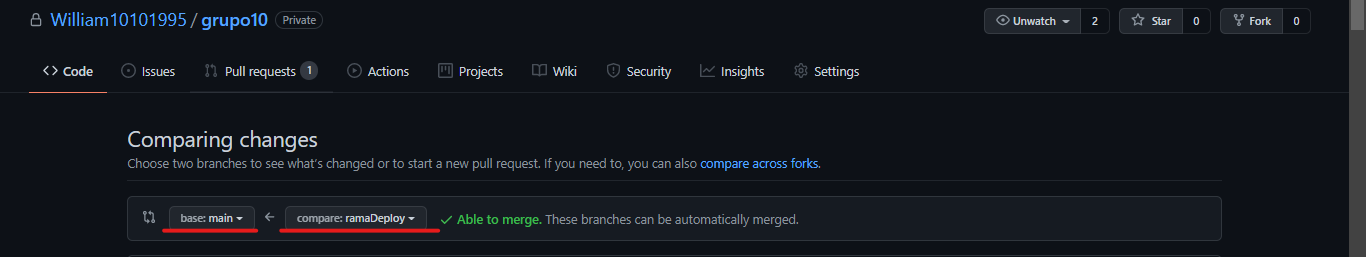 William10101995 / grupo10 Private Unwatch 2 Star 0 Fork 0
Code Issues Pull requests 1 Actions Projects Wiki Security Insights Settings
Comparing changes
Choose two branches to see what's changed or to start a new pull request. If you need to, you can also compare across forks.
base: main compare: ramaDeploy Able to merge. These branches can be automatically merged.